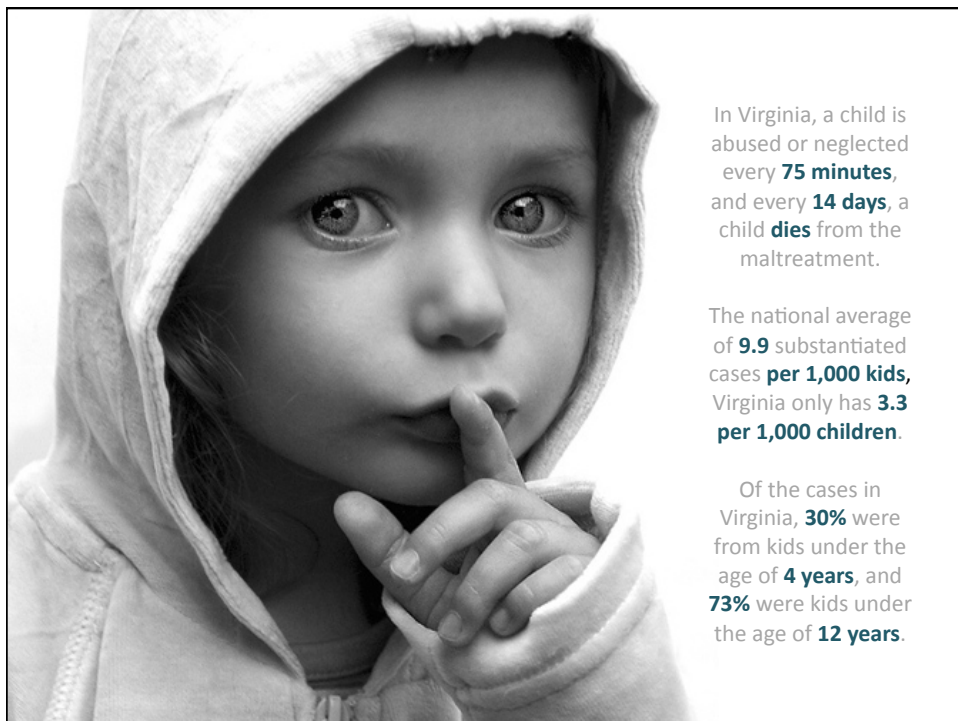 In Virginia, a child is
abused or neglected
every 75 minutes,
and every 14 days, a
child dies from the
maltreatment.
The national average
of 9.9 substantiated
cases per 1,000 kids,
Virginia only has 3.3
per 1,000 children.
Of the cases in
Virginia, 30% were
from kids under the
age of 4 years, and
73% were kids under
the age of 12 years.